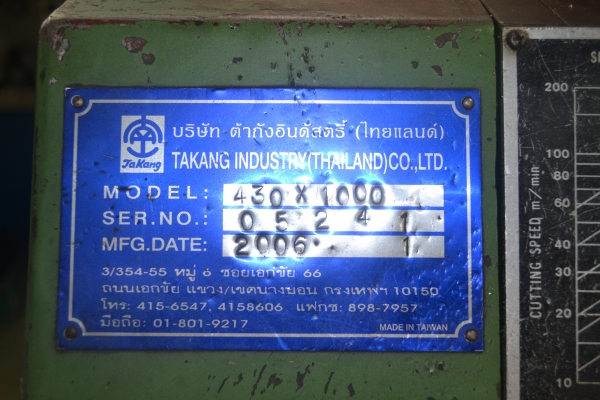 TaKang
บริษัท ต้ากังอินดัสตรี้ (ไทยแลนด์)
TAKANG INDUSTRY(THAILAND)CO.,LTD.
MODEL: 430 X 1000
SER.NO.: 05241
MFG.DATE: 2006. 1
3/354-55 หมู่ 6 ซอยเอกชัย 66
ถนนเอกชัย แขวง/เขตบางบอน กรุงเทพฯ 10150
โทร: 415-6547, 4158606 แฟกซ: 898-7957
มือถือ: 01-801-9217
MADE IN TAIWAN
200
100
80
60
50
40
30
20
10
CUTTING SPEED m/min